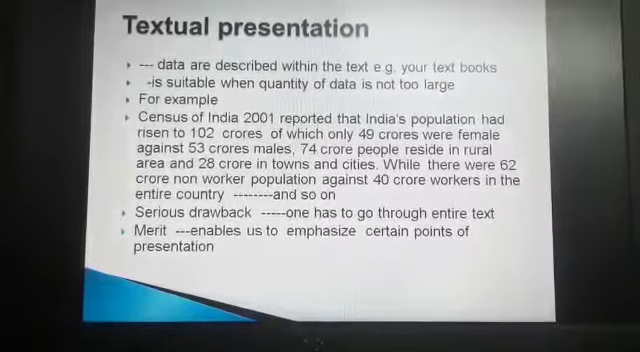 Textual presentation
--- data are described within the text e.g. your text books
-is suitable when quantity of data is not too large
For example
Census of India 2001 reported that India's population had
risen to 102 crores of which only 49 crores were female
against 53 crores males, 74 crore people reside in rural
area and 28 crore in towns and cities. While there were 62
crore non worker population against 40 crore workers in the
entire country --------and so on
Serious drawback -----one has to go through entire text
Merit ---enables us to emphasize certain points of
presentation